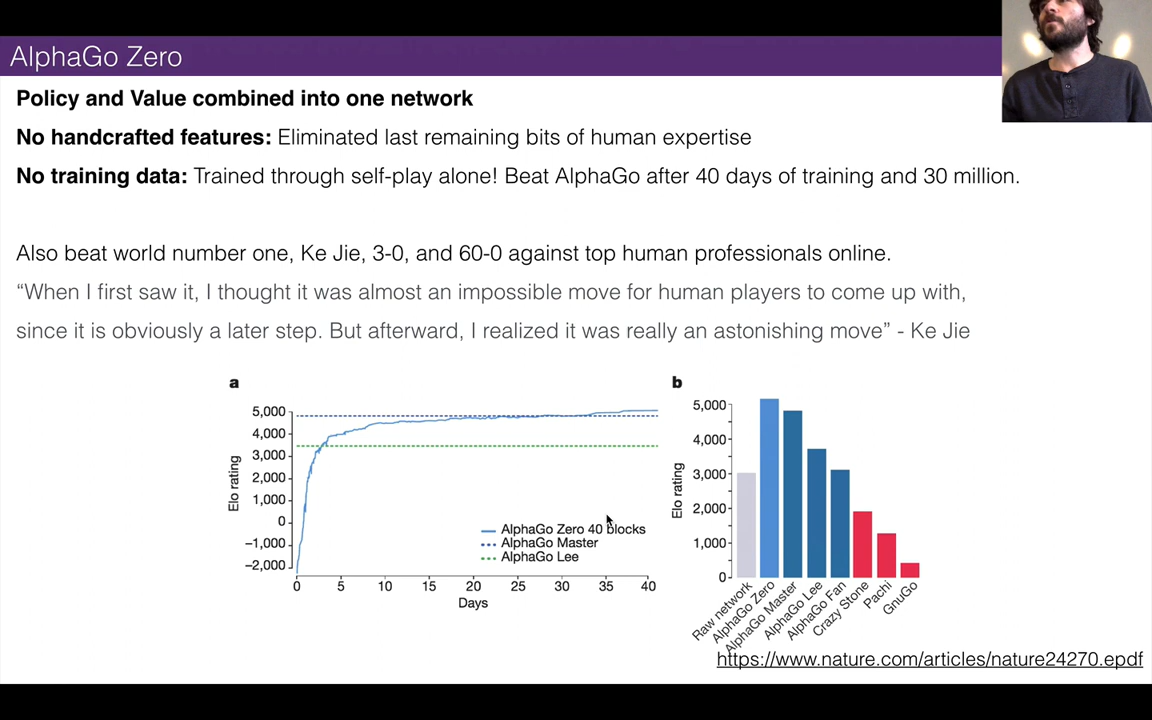 AlphaGo Zero
Policy and Value combined into one network
No handcrafted features: Eliminated last remaining bits of human expertise
No training data: Trained through self-play alone! Beat AlphaGo after 40 days of training and 30 million.
Also beat world number one, Ke Jie, 3-0, and 60-0 against top human professionals online.
“When I first saw it, I thought it was almost an impossible move for human players to come up with,
since it is obviously a later step. But afterward, I realized it was really an astonishing move” - Ke Jie
a
5,000
4,000
3,000
2,000
1,000
0
−1,000
−2,000
Elo rating
AlphaGo Zero 40 blocks
AlphaGo Master
AlphaGo Lee
0 5 10 15 20 25 30 35 40
Days
b
5,000
4,000
3,000
2,000
1,000
0
Elo rating
Raw network
AlphaGo Zero
AlphaGo Master
AlphaGo Lee
AlphaGo Fan
Crazy Stone
Pachi
GnuGo
https://www.nature.com/articles/nature24270.epdf